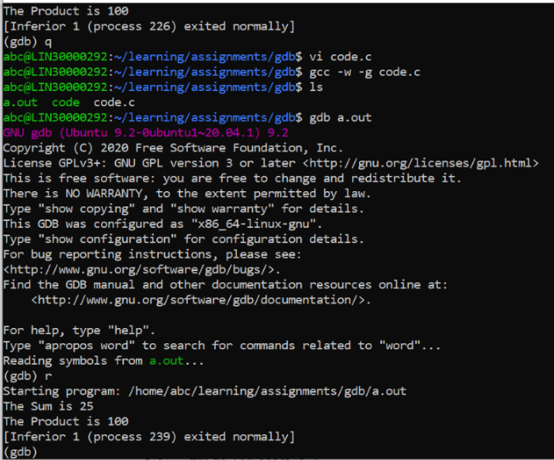 The Product is 100
[Inferior 1 (process 226) exited normally]
(gdb) q
abc@LIN30000292:~/learning/assignments/gdb$ vi code.c
abc@LIN30000292:~/learning/assignments/gdb$ gcc -w -g code.c
abc@LIN30000292:~/learning/assignments/gdb$ ls
a.out  code  code.c
abc@LIN30000292:~/learning/assignments/gdb$ gdb a.out
GNU gdb (Ubuntu 9.2-0ubuntu1~20.04.1) 9.2
Copyright (C) 2020 Free Software Foundation, Inc.
License GPLv3+: GNU GPL version 3 or later <http://gnu.org/licenses/gpl.html>
This is free software: you are free to change and redistribute it.
There is NO WARRANTY, to the extent permitted by law.
Type "show copying" and "show warranty" for details.
This GDB was configured as "x86_64-linux-gnu".
Type "show configuration" for configuration details.
For bug reporting instructions, please see:
<http://www.gnu.org/software/gdb/bugs/>.
Find the GDB manual and other documentation resources online at:
    <http://www.gnu.org/software/gdb/documentation/>.

For help, type "help".
Type "apropos word" to search for commands related to "word"...
Reading symbols from a.out...
(gdb) r
Starting program: /home/abc/learning/assignments/gdb/a.out
The Sum is 25
The Product is 100
[Inferior 1 (process 239) exited normally]
(gdb)